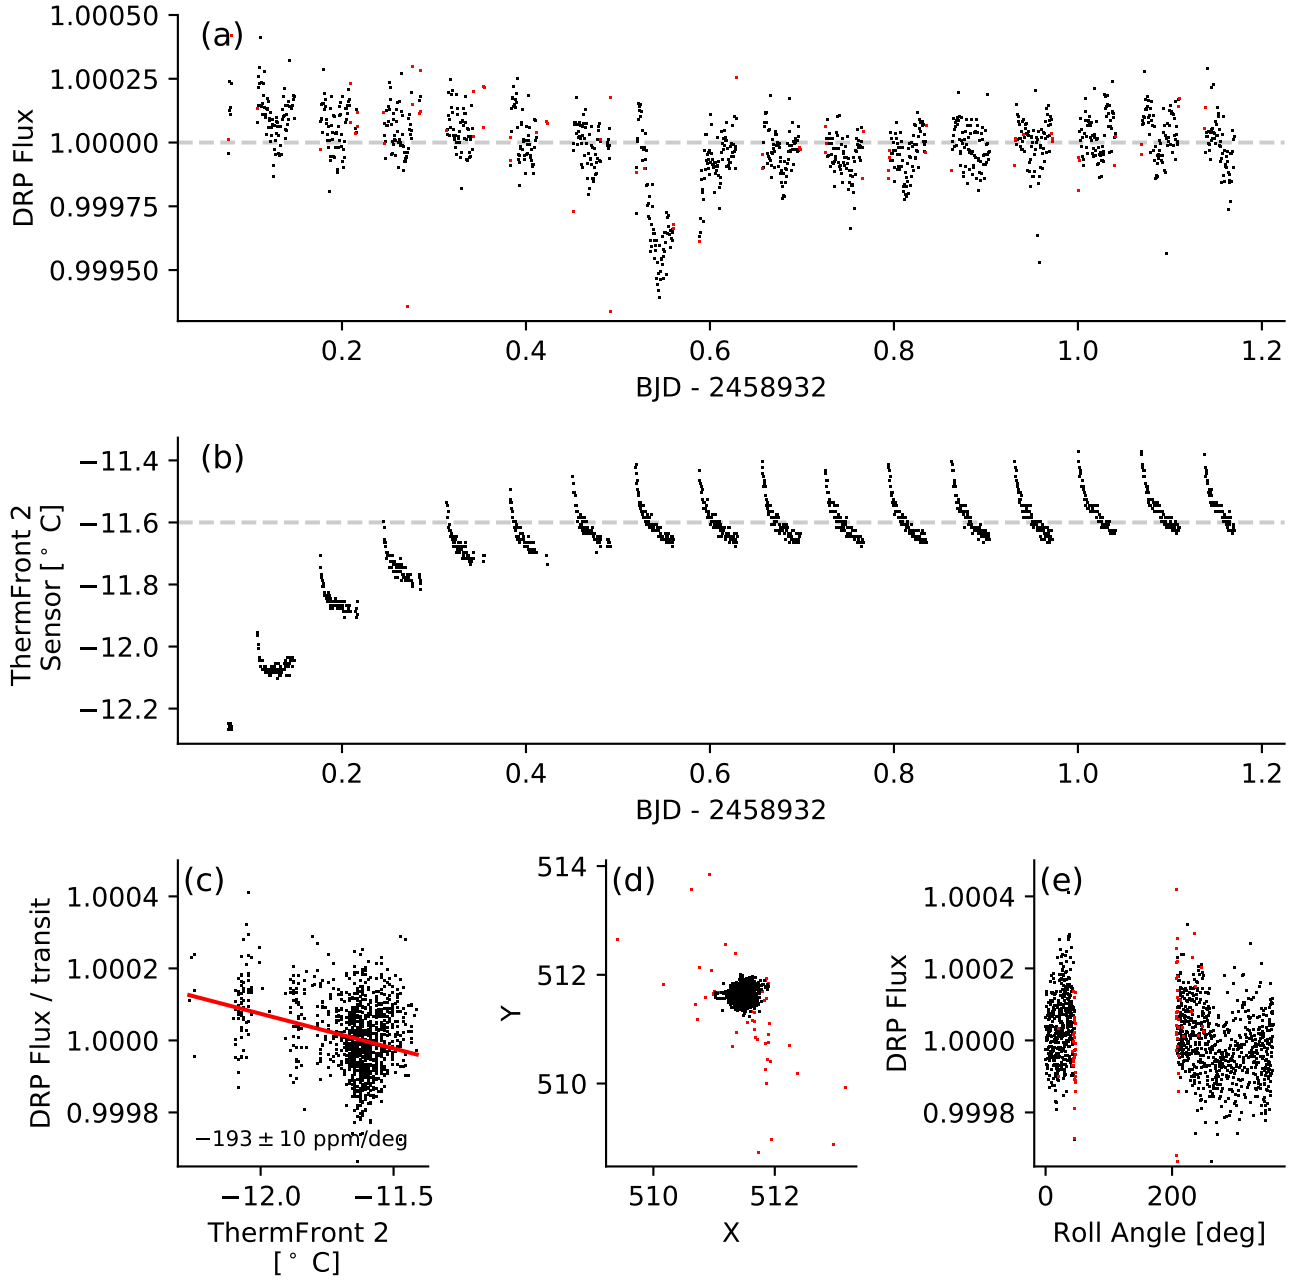 (a)
DRP Flux
1.00050
1.00025
1.00000
0.99975
0.99950
0.2 0.4 0.6 0.8 1.0 1.2
BJD - 2458932
(b)
ThermFront 2
Sensor [° C]
−11.4
−11.6
−11.8
−12.0
−12.2
0.2 0.4 0.6 0.8 1.0 1.2
BJD - 2458932
(c)
DRP Flux / transit
1.0004
1.0002
1.0000
0.9998
−193 ± 10 ppm/deg
−12.0 −11.5
ThermFront 2
[° C]
(d)
Y
514
512
510
510 512
X
(e)
DRP Flux
1.0004
1.0002
1.0000
0.9998
0 200
Roll Angle [deg]